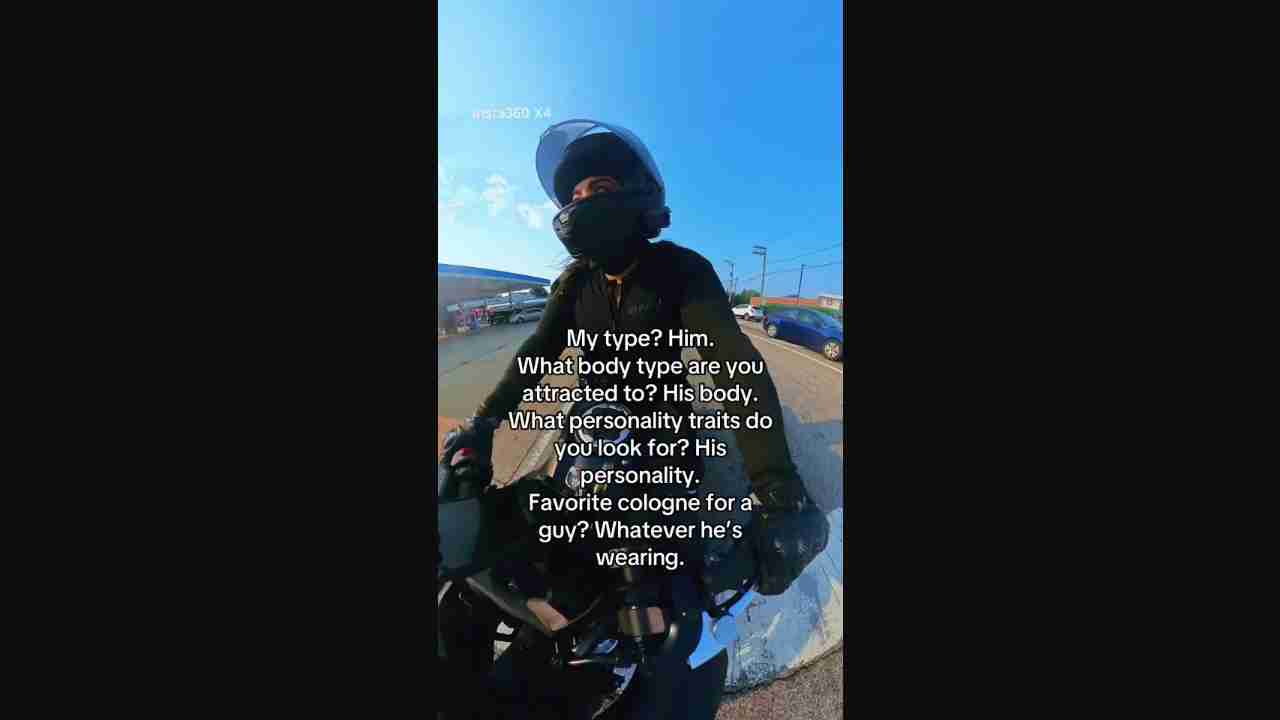 Insta360 X4
My type? Him.
What body type are you
attracted to? His body.
What personality traits do
you look for? His
personality.
Favorite cologne for a
guy? Whatever he's
wearing.